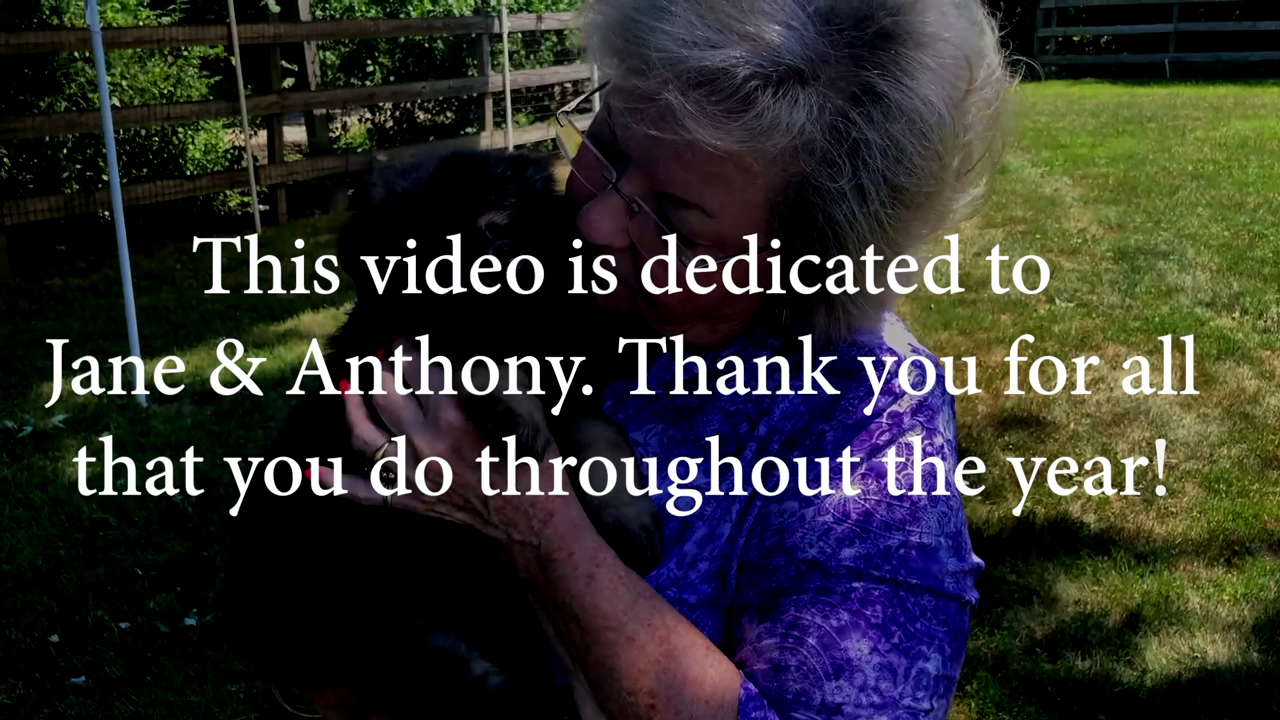 This video is dedicated to
Jane & Anthony. Thank you for all
that you do throughout the year!